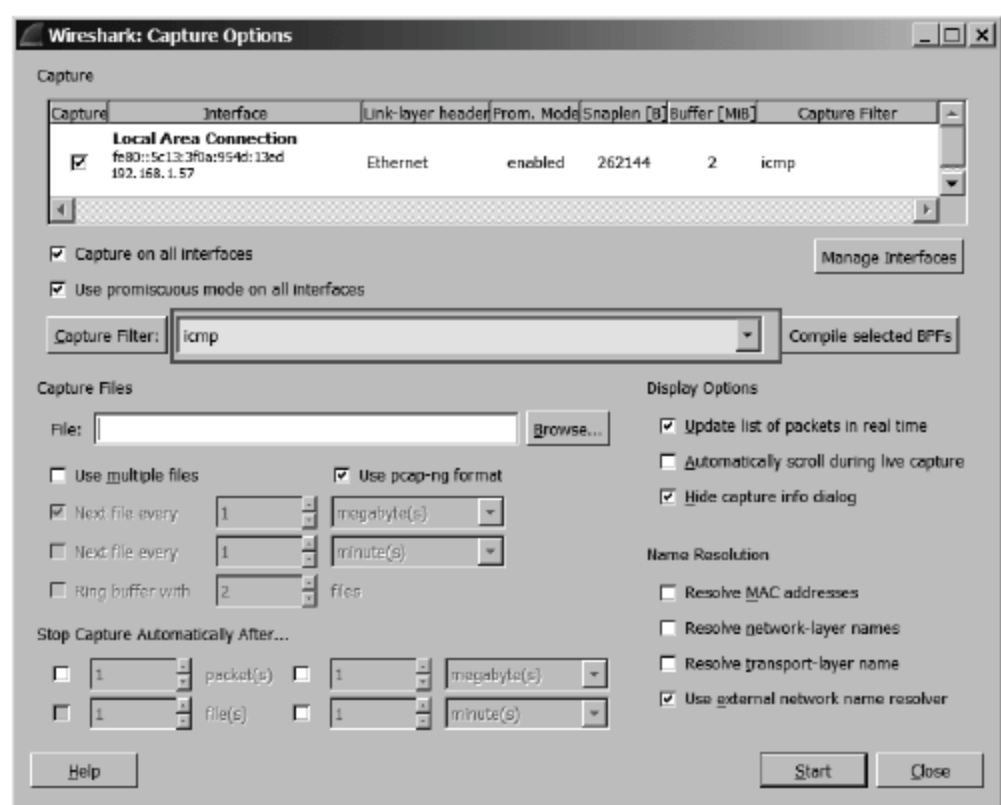 Wireshark: Capture Options
Capture
Capture Interface Link-layer header Prom. Mode Snaplen [B] Buffer [MiB] Capture Filter
Local Area Connection
fe80::5c13:3f0a:954d:13ed
192.168.1.57
Ethernet enabled 262144 2 icmp
Capture on all interfaces
Manage Interfaces
Use promiscuous mode on all interfaces
Capture Filter: icmp Compile selected BPFs
Capture Files
File: Browse...
Use multiple files Use pcap-ng format
Next file every 1 megabyte(s)
Next file every 1 minute(s)
Ring buffer with 2 files
Stop Capture Automatically After...
1 packet(s) 1 megabyte(s)
1 file(s) 1 minute(s)
Display Options
Update list of packets in real time
Automatically scroll during live capture
Hide capture info dialog
Name Resolution
Resolve MAC addresses
Resolve network-layer names
Resolve transport-layer name
Use external network name resolver
Help Start Close